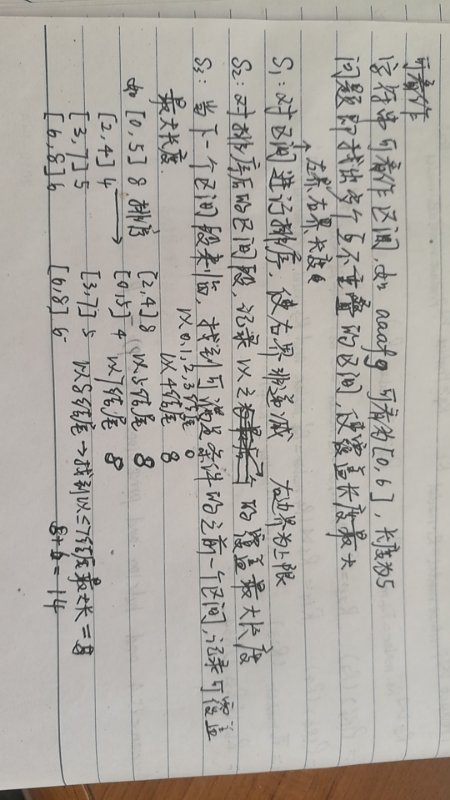 可看作
字符串可看作区间,如 aaafg 可看为[0,6],长度为5
问题即找出多个互不重叠的区间,使覆盖长度最大
↑左界,右界,长度
S1:对区间进行排序,使右界非递减 右边界为上限
S2:对排序后的区间段,记录以之为最后一个的覆盖最大长度
S3:当下一个区间段来临,找到可满足条件的之前一个区间,记录可覆盖
最大长度.
以0,1,2,3结尾 0
如 [0,5] 8 排序→ [2,4] 8 以4结尾 8
[2,4] 4 [0,5] 4 以5结尾 8
[3,7] 5 [3,7] 5 以7结尾 8
[6,8] 6 [6,8] 6 以8结尾→找到以≤7结尾最大长=8
8+6=14